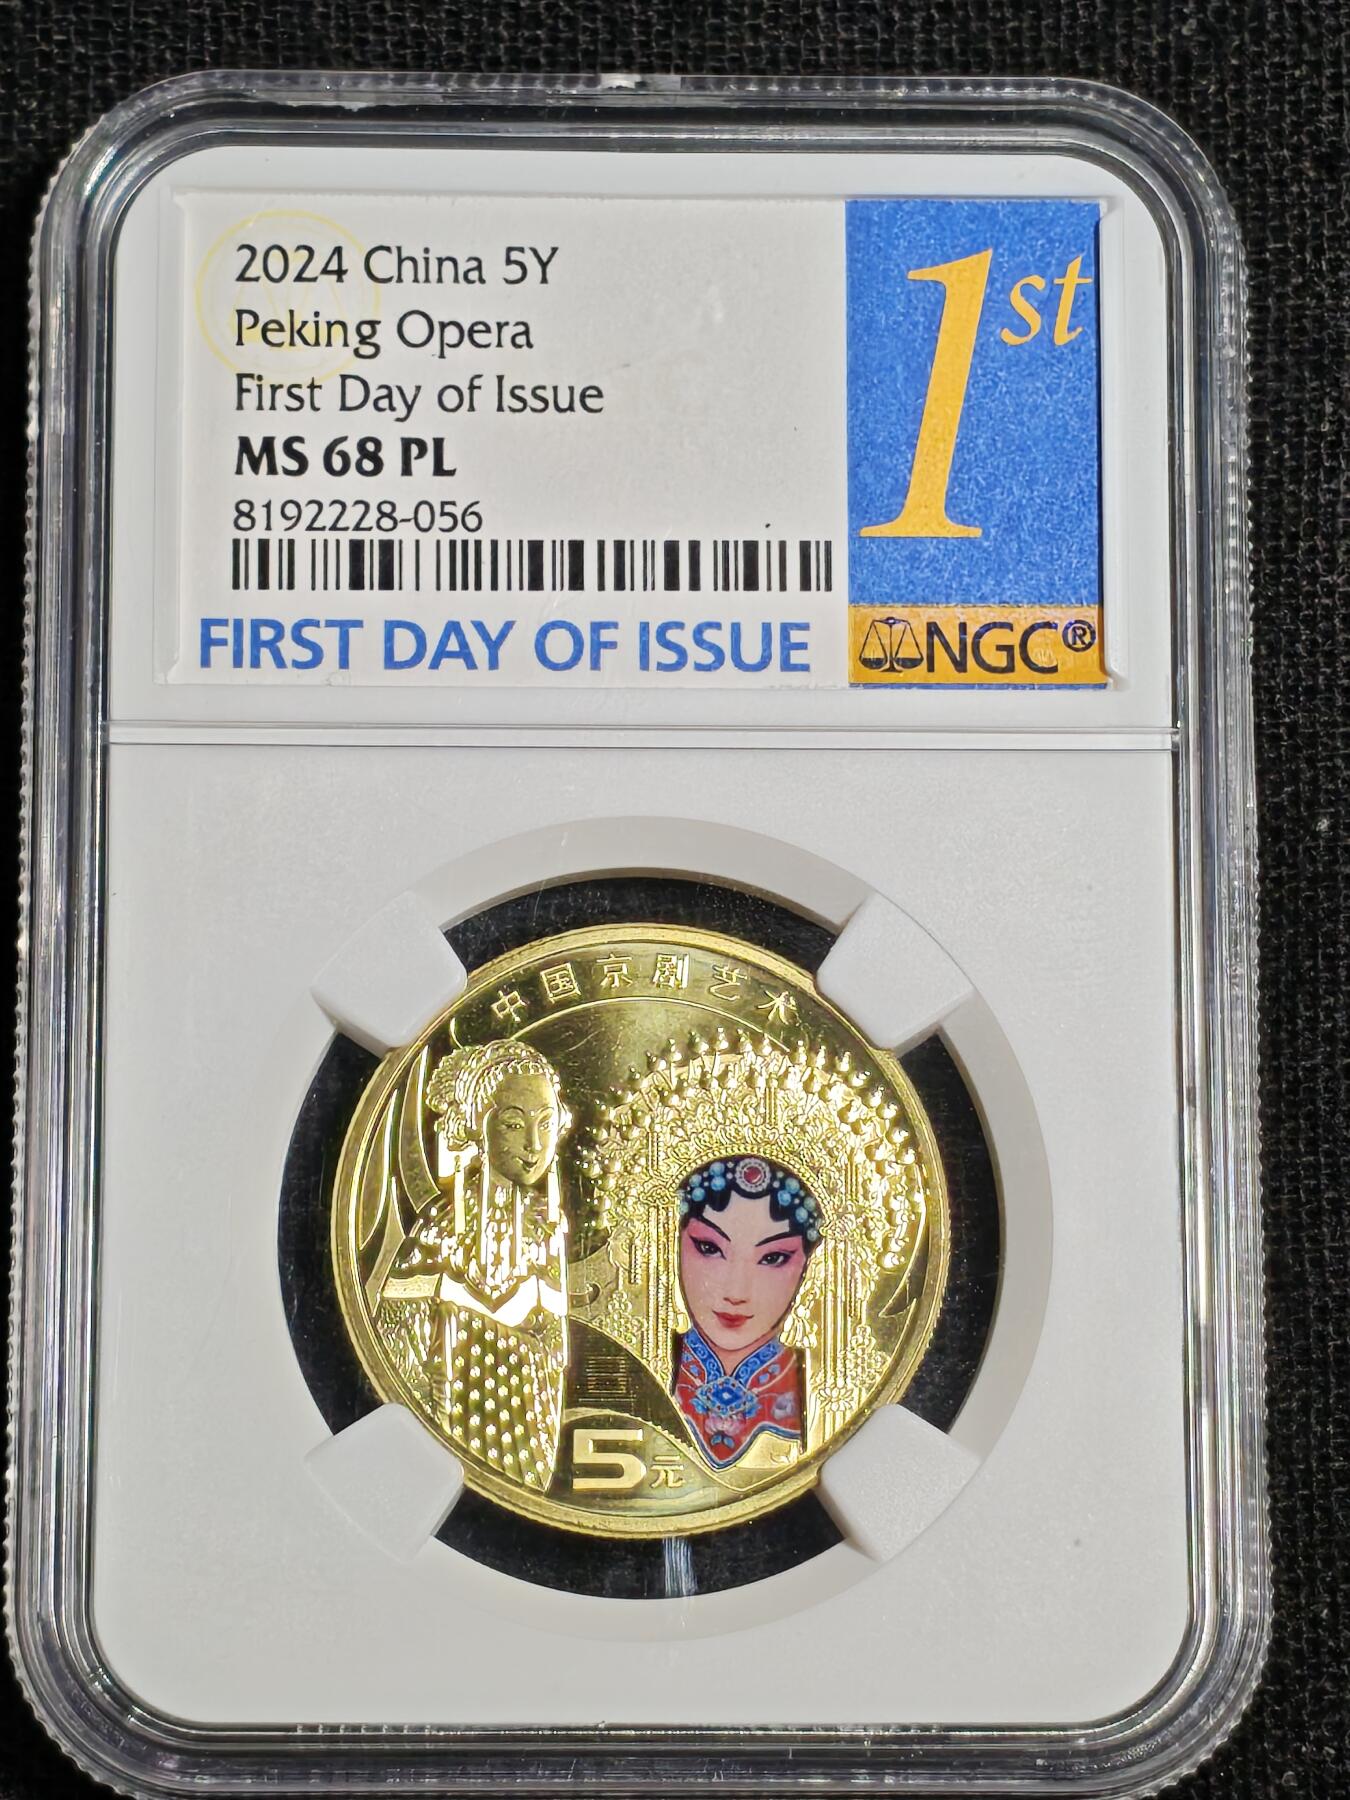 2024 China 5Y
Peking Opera
First Day of Issue
MS 68 PL
8192228-056
FIRST DAY OF ISSUE
1st
NGC®
中国京剧艺术
5元